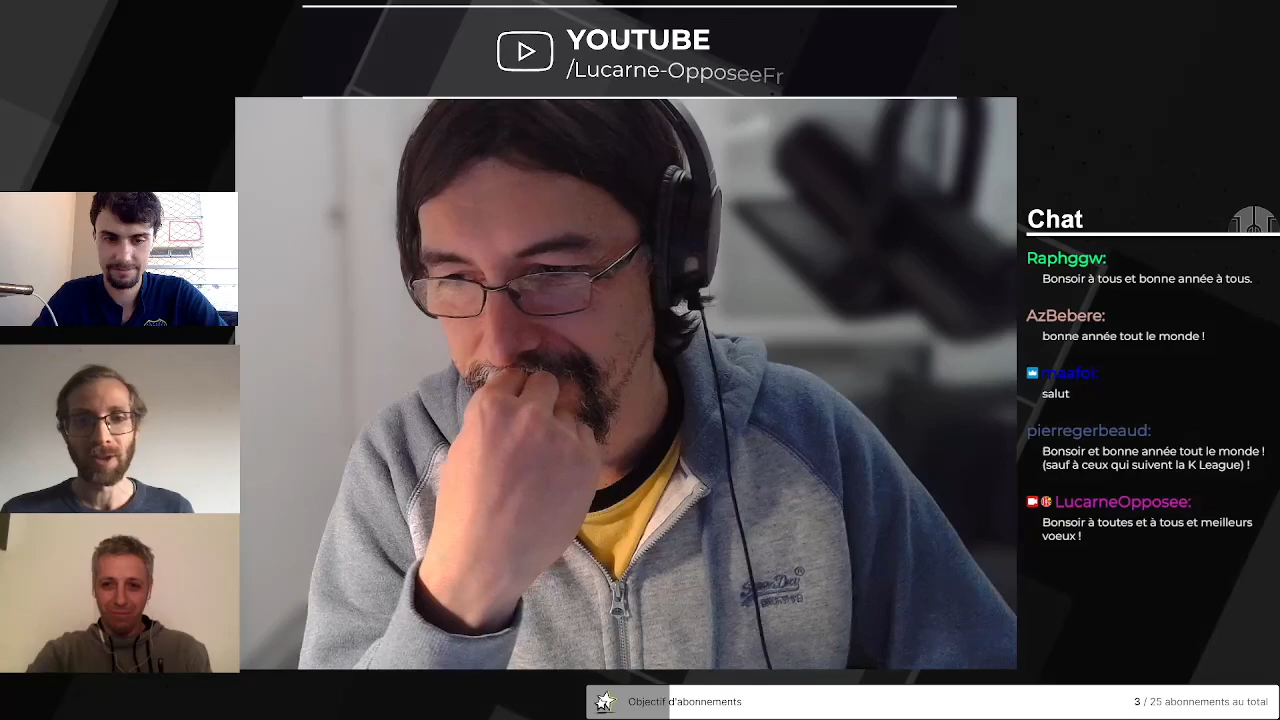 YOUTUBE
/Lucarne-OpposeeFr
Chat
Raphggw:
Bonsoir à tous et bonne année à tous.
AzBebere:
bonne année tout le monde !
maafoi:
salut
pierregerbeaud:
Bonsoir et bonne année tout le monde !
(sauf à ceux qui suivent la K League) !
LucarneOpposee:
Bonsoir à toutes et à tous et meilleurs
voeux !
Objectif d'abonnements
3 / 25 abonnements au total